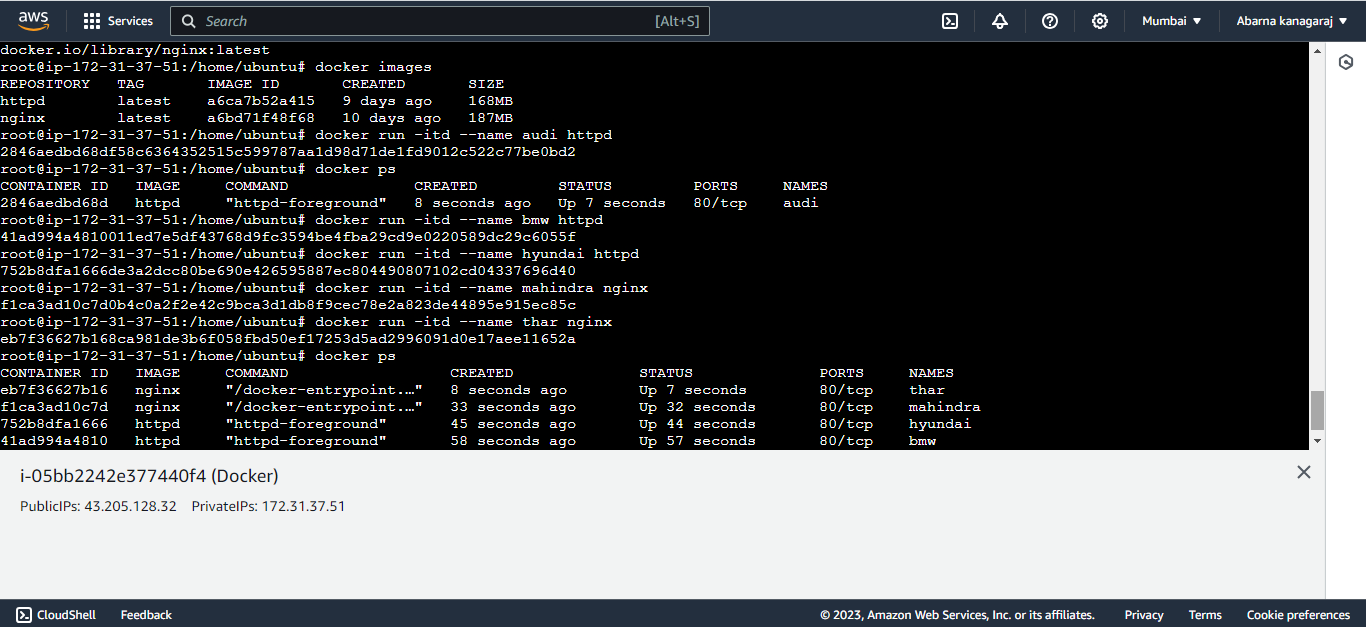 aws Services Search [Alt+S] Mumbai Abarna kanagaraj
docker.io/library/nginx:latest
root@ip-172-31-37-51:/home/ubuntu# docker images
REPOSITORY TAG IMAGE ID CREATED SIZE
httpd latest a6ca7b52a415 9 days ago 168MB
nginx latest a6bd71f48f68 10 days ago 187MB
root@ip-172-31-37-51:/home/ubuntu# docker run -itd --name audi httpd
2846aedbd68df58c6364352515c599787aa1d98d71de1fd9012c522c77be0bd2
root@ip-172-31-37-51:/home/ubuntu# docker ps
CONTAINER ID IMAGE COMMAND CREATED STATUS PORTS NAMES
2846aedbd68d httpd "httpd-foreground" 8 seconds ago Up 7 seconds 80/tcp audi
root@ip-172-31-37-51:/home/ubuntu# docker run -itd --name bmw httpd
41ad994a4810011ed7e5df43768d9fc3594be4fba29cd9e0220589dc29c6055f
root@ip-172-31-37-51:/home/ubuntu# docker run -itd --name hyundai httpd
752b8dfa1666de3a2dcc80be690e426595887ec804490807102cd04337696d40
root@ip-172-31-37-51:/home/ubuntu# docker run -itd --name mahindra nginx
f1ca3ad10c7d0b4c0a2f2e42c9bca3d1db8f9cec78e2a823de44895e915ec85c
root@ip-172-31-37-51:/home/ubuntu# docker run -itd --name thar nginx
eb7f36627b168ca981de3b6f058fbd50ef17253d5ad2996091d0e17aee11652a
root@ip-172-31-37-51:/home/ubuntu# docker ps
CONTAINER ID IMAGE COMMAND CREATED STATUS PORTS NAMES
eb7f36627b16 nginx "/docker-entrypoint.…" 8 seconds ago Up 7 seconds 80/tcp thar
f1ca3ad10c7d nginx "/docker-entrypoint.…" 33 seconds ago Up 32 seconds 80/tcp mahindra
752b8dfa1666 httpd "httpd-foreground" 45 seconds ago Up 44 seconds 80/tcp hyundai
41ad994a4810 httpd "httpd-foreground" 58 seconds ago Up 57 seconds 80/tcp bmw
i-05bb2242e377440f4 (Docker)
PublicIPs: 43.205.128.32 PrivateIPs: 172.31.37.51
CloudShell Feedback © 2023, Amazon Web Services, Inc. or its affiliates. Privacy Terms Cookie preferences